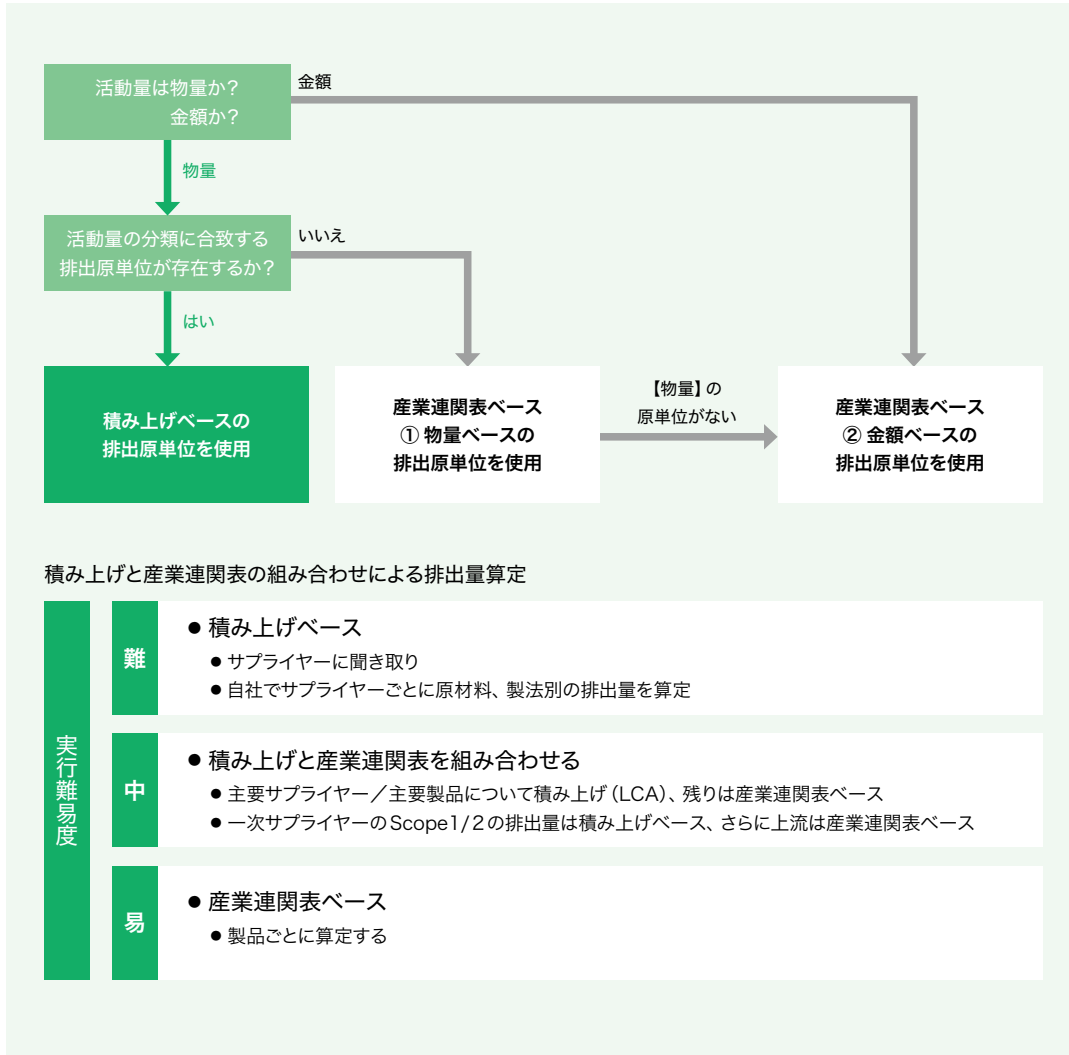 活動量は物量か?
金額か?
金額
物量
活動量の分類に合致する
排出原単位が存在するか?
いいえ
はい
積み上げベースの
排出原単位を使用
産業連関表ベース
① 物量ベースの
排出原単位を使用
【物量】の
原単位がない
産業連関表ベース
② 金額ベースの
排出原単位を使用
積み上げと産業連関表の組み合わせによる排出量算定
実行難易度
難
● 積み上げベース
● サプライヤーに聞き取り
● 自社でサプライヤーごとに原材料、製法別の排出量を算定
中
● 積み上げと産業連関表を組み合わせる
● 主要サプライヤー/主要製品について積み上げ(LCA)、残りは産業連関表ベース
● 一次サプライヤーのScope1/2の排出量は積み上げベース、さらに上流は産業連関表ベース
易
● 産業連関表ベース
● 製品ごとに算定する